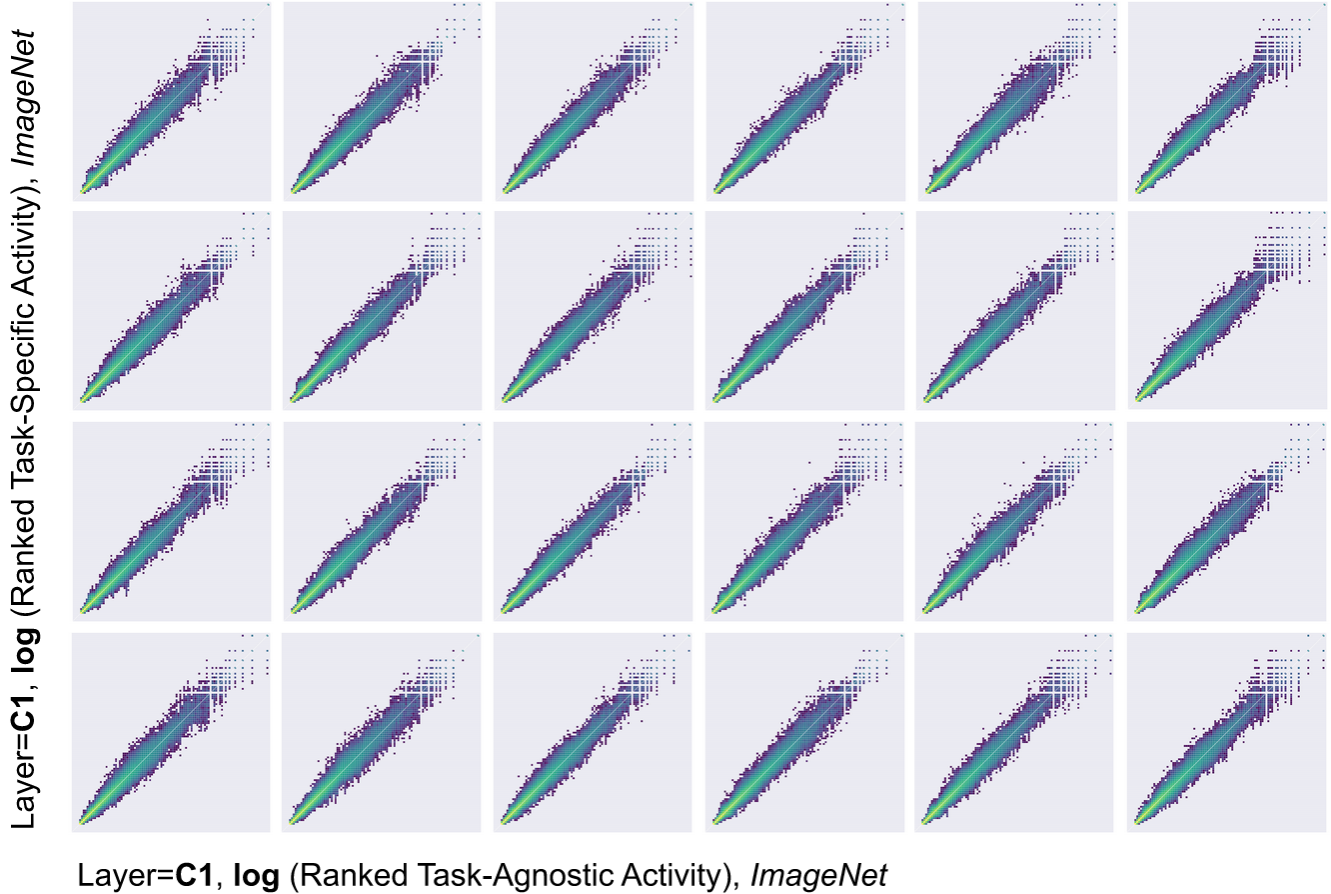 Layer=C1, log (Ranked Task-Specific Activity), ImageNet
Layer=C1, log (Ranked Task-Agnostic Activity), ImageNet